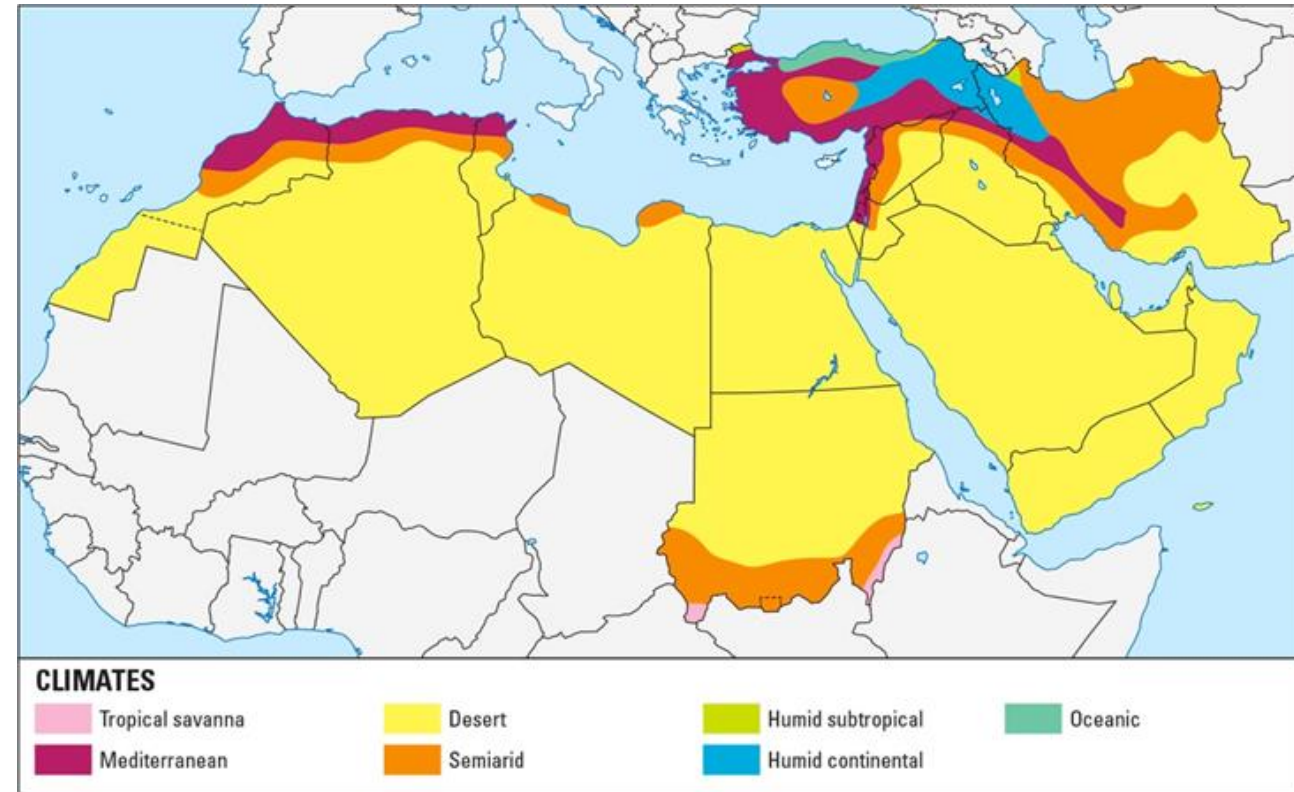 CLIMATES
Tropical savanna
Desert
Humid subtropical
Oceanic
Mediterranean
Semiarid
Humid continental